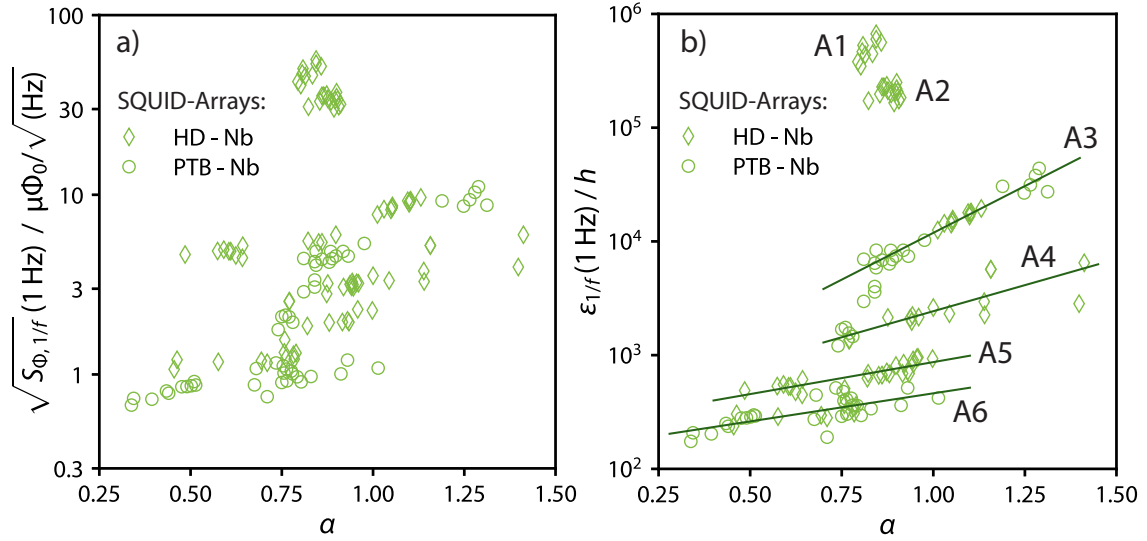 a)
SQUID-Arrays:
HD - Nb
PTB - Nb
100
30
10
3
1
0.3
0.25
0.50
0.75
1.00
1.25
1.50
α
√S_Φ,1/f (1 Hz) / μΦ₀/√(Hz)
b)
SQUID-Arrays:
HD - Nb
PTB - Nb
A1
A2
A3
A4
A5
A6
10⁶
10⁵
10⁴
10³
10²
0.25
0.50
0.75
1.00
1.25
1.50
α
ε_1/f (1 Hz) / h